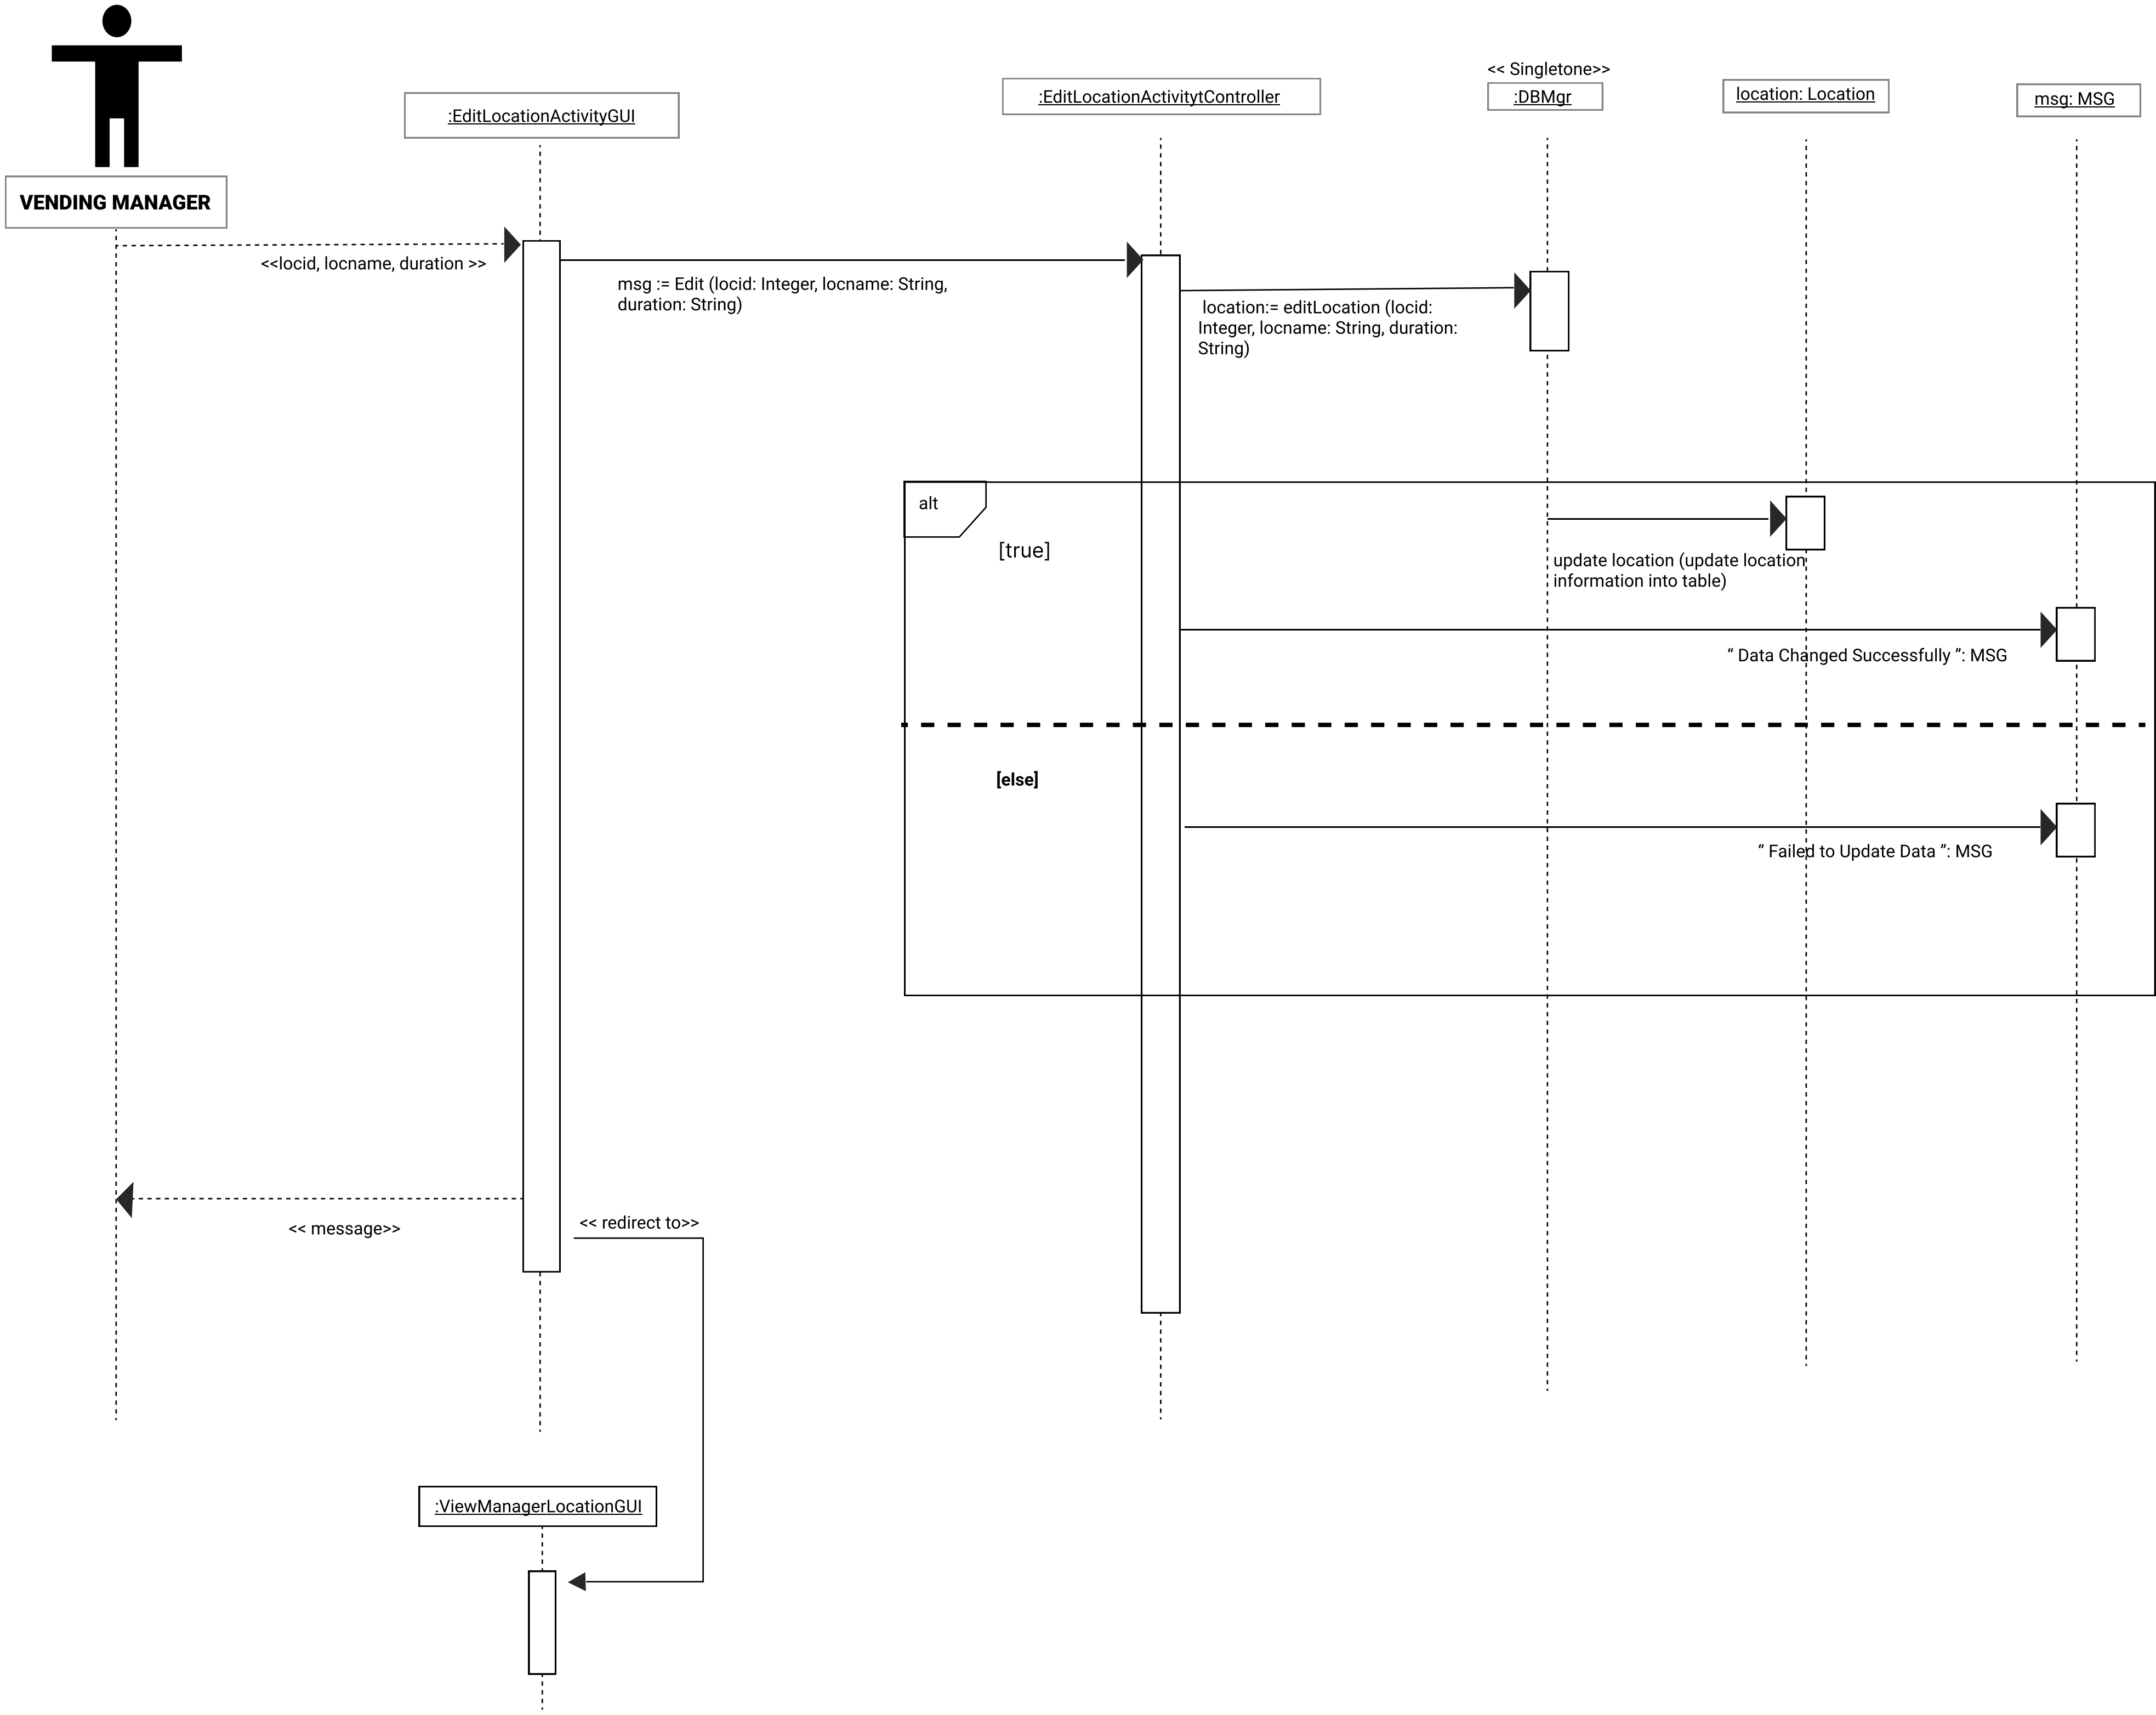 << Singletone>>
:EditLocationActivityGUI
:EditLocationActivitytController
:DBMgr
location: Location
msg: MSG
VENDING MANAGER
<<locid, locname, duration >>
msg := Edit (locid: Integer, locname: String,
duration: String)
location:= editLocation (locid:
Integer, locname: String, duration:
String)
alt
[true]
update location (update location
information into table)
“ Data Changed Successfully ”: MSG
[else]
“ Failed to Update Data ”: MSG
<< message>>
<< redirect to>>
:ViewManagerLocationGUI